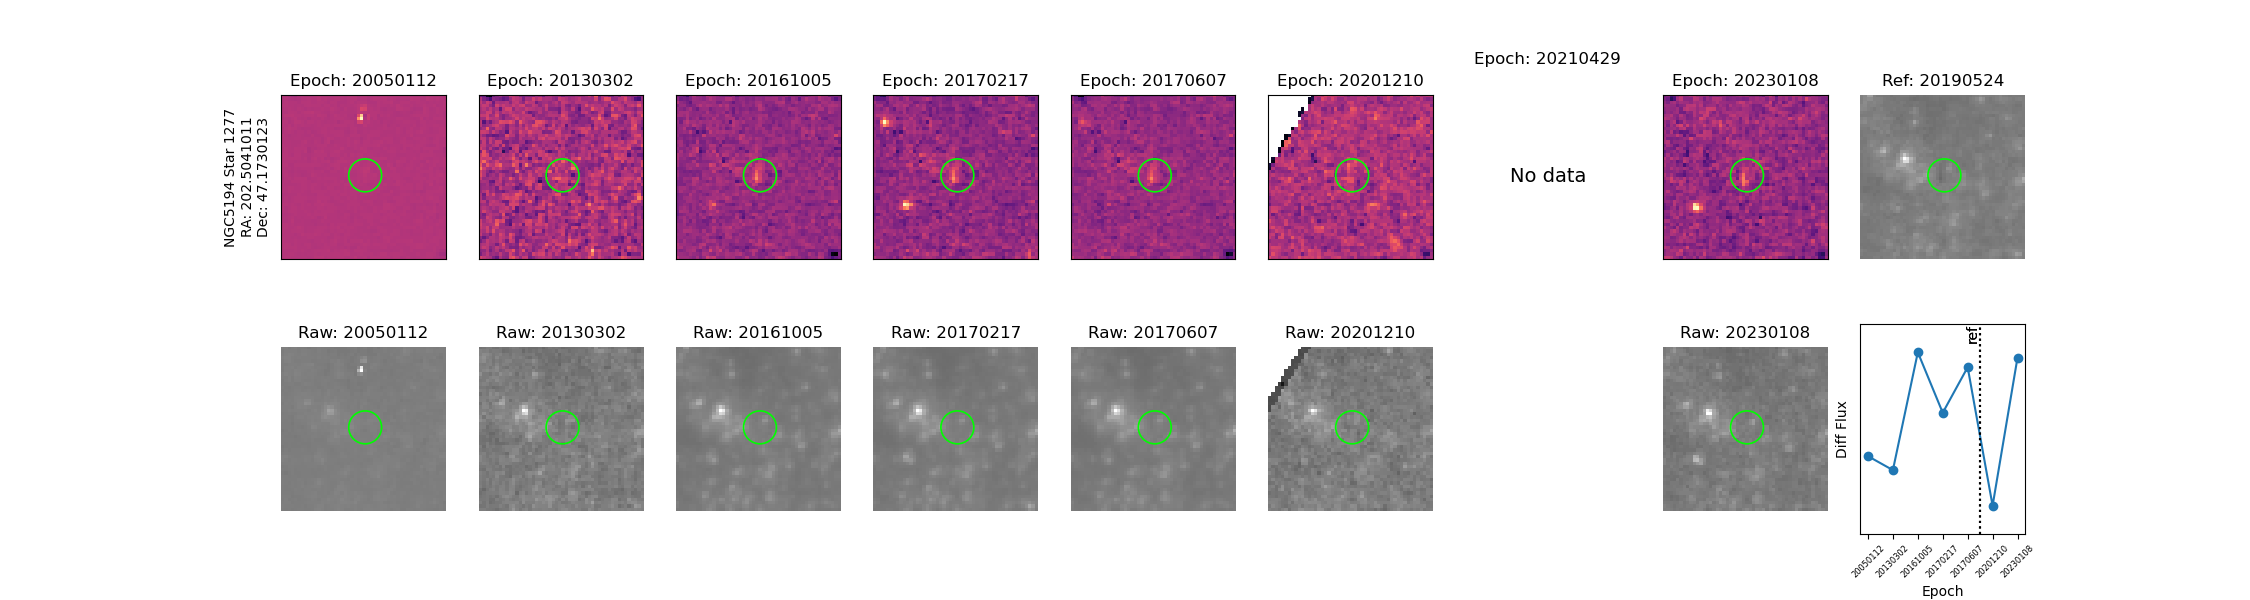 NGC5194 Star 1277
RA: 202.5041011
Dec: 47.1730123
Epoch: 20050112
Epoch: 20130302
Epoch: 20161005
Epoch: 20170217
Epoch: 20170607
Epoch: 20201210
Epoch: 20210429
No data
Epoch: 20230108
Ref: 20190524
Raw: 20050112
Raw: 20130302
Raw: 20161005
Raw: 20170217
Raw: 20170607
Raw: 20201210
Raw: 20230108
Diff Flux
ref
20050112
20130302
20161005
20170217
20170607
20201210
20230108
Epoch